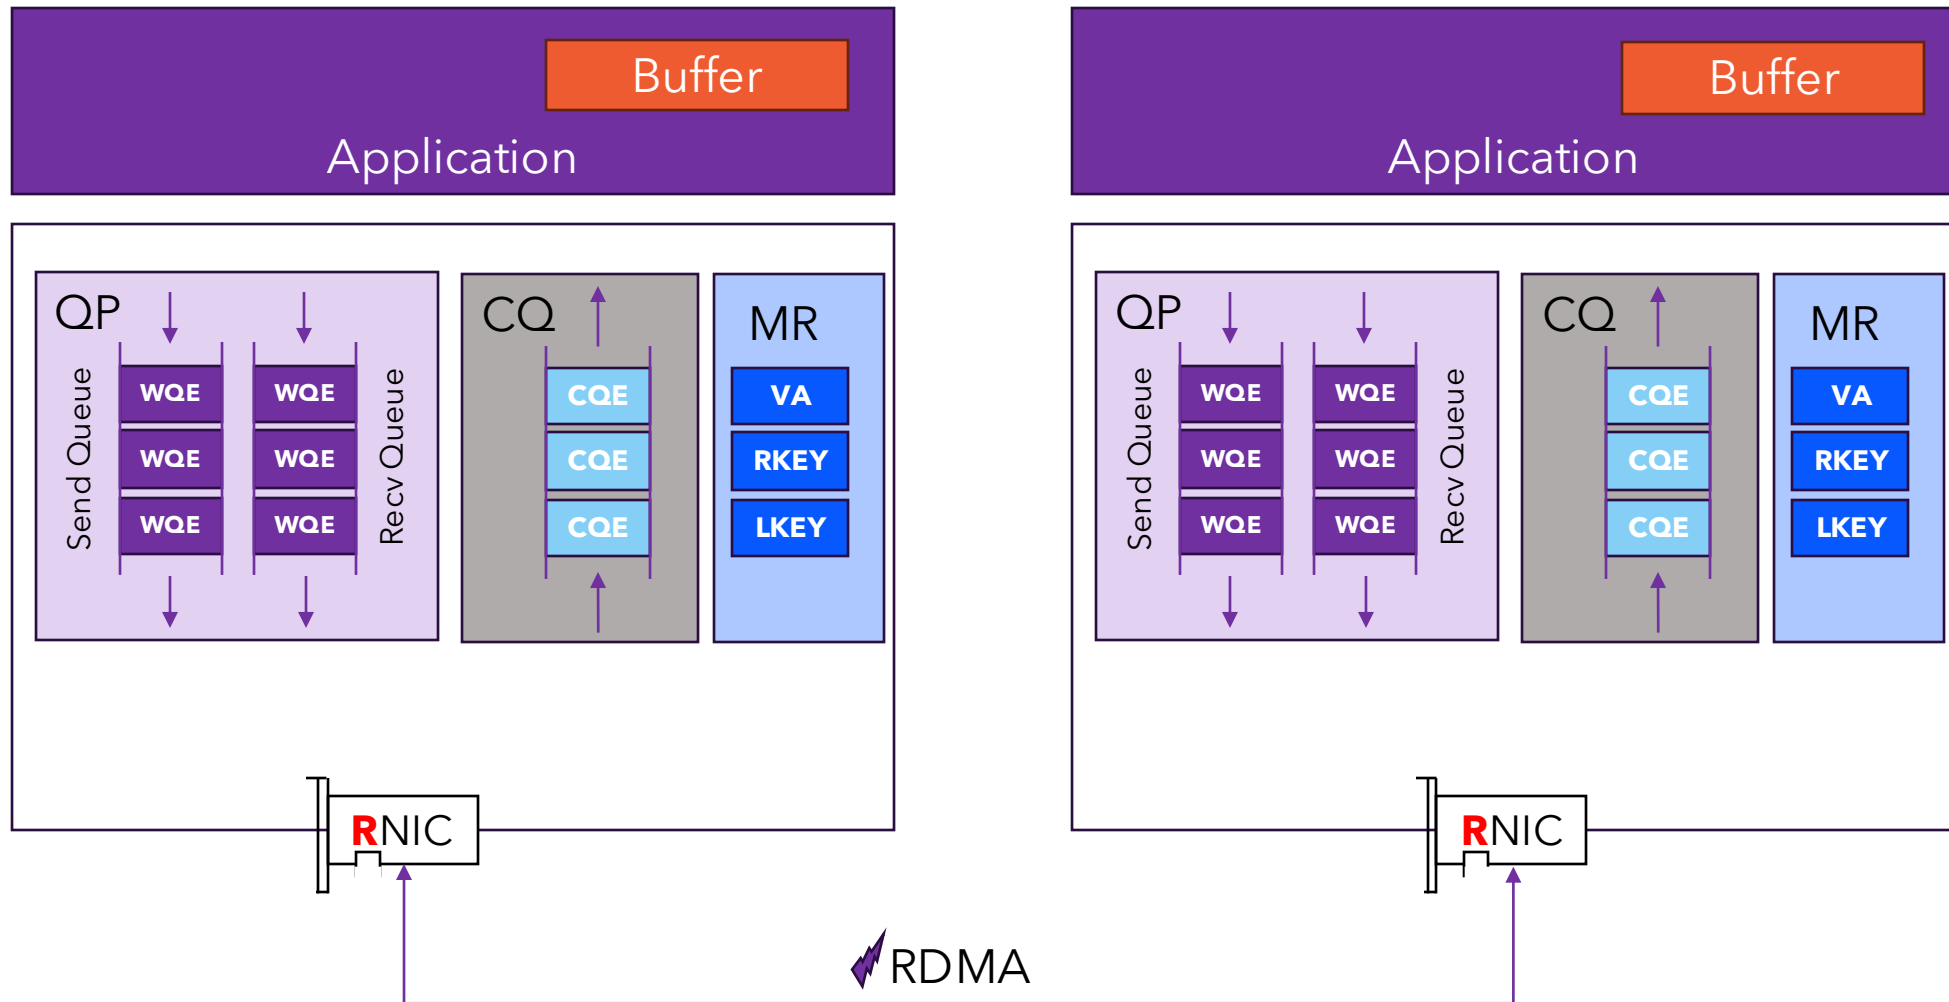 Buffer
Application
QP
Send Queue
WQE
WQE
WQE
WQE
WQE
WQE
Recv Queue
CQ
CQE
CQE
CQE
MR
VA
RKEY
LKEY
RNIC
Buffer
Application
QP
Send Queue
WQE
WQE
WQE
WQE
WQE
WQE
Recv Queue
CQ
CQE
CQE
CQE
MR
VA
RKEY
LKEY
RNIC
RDMA